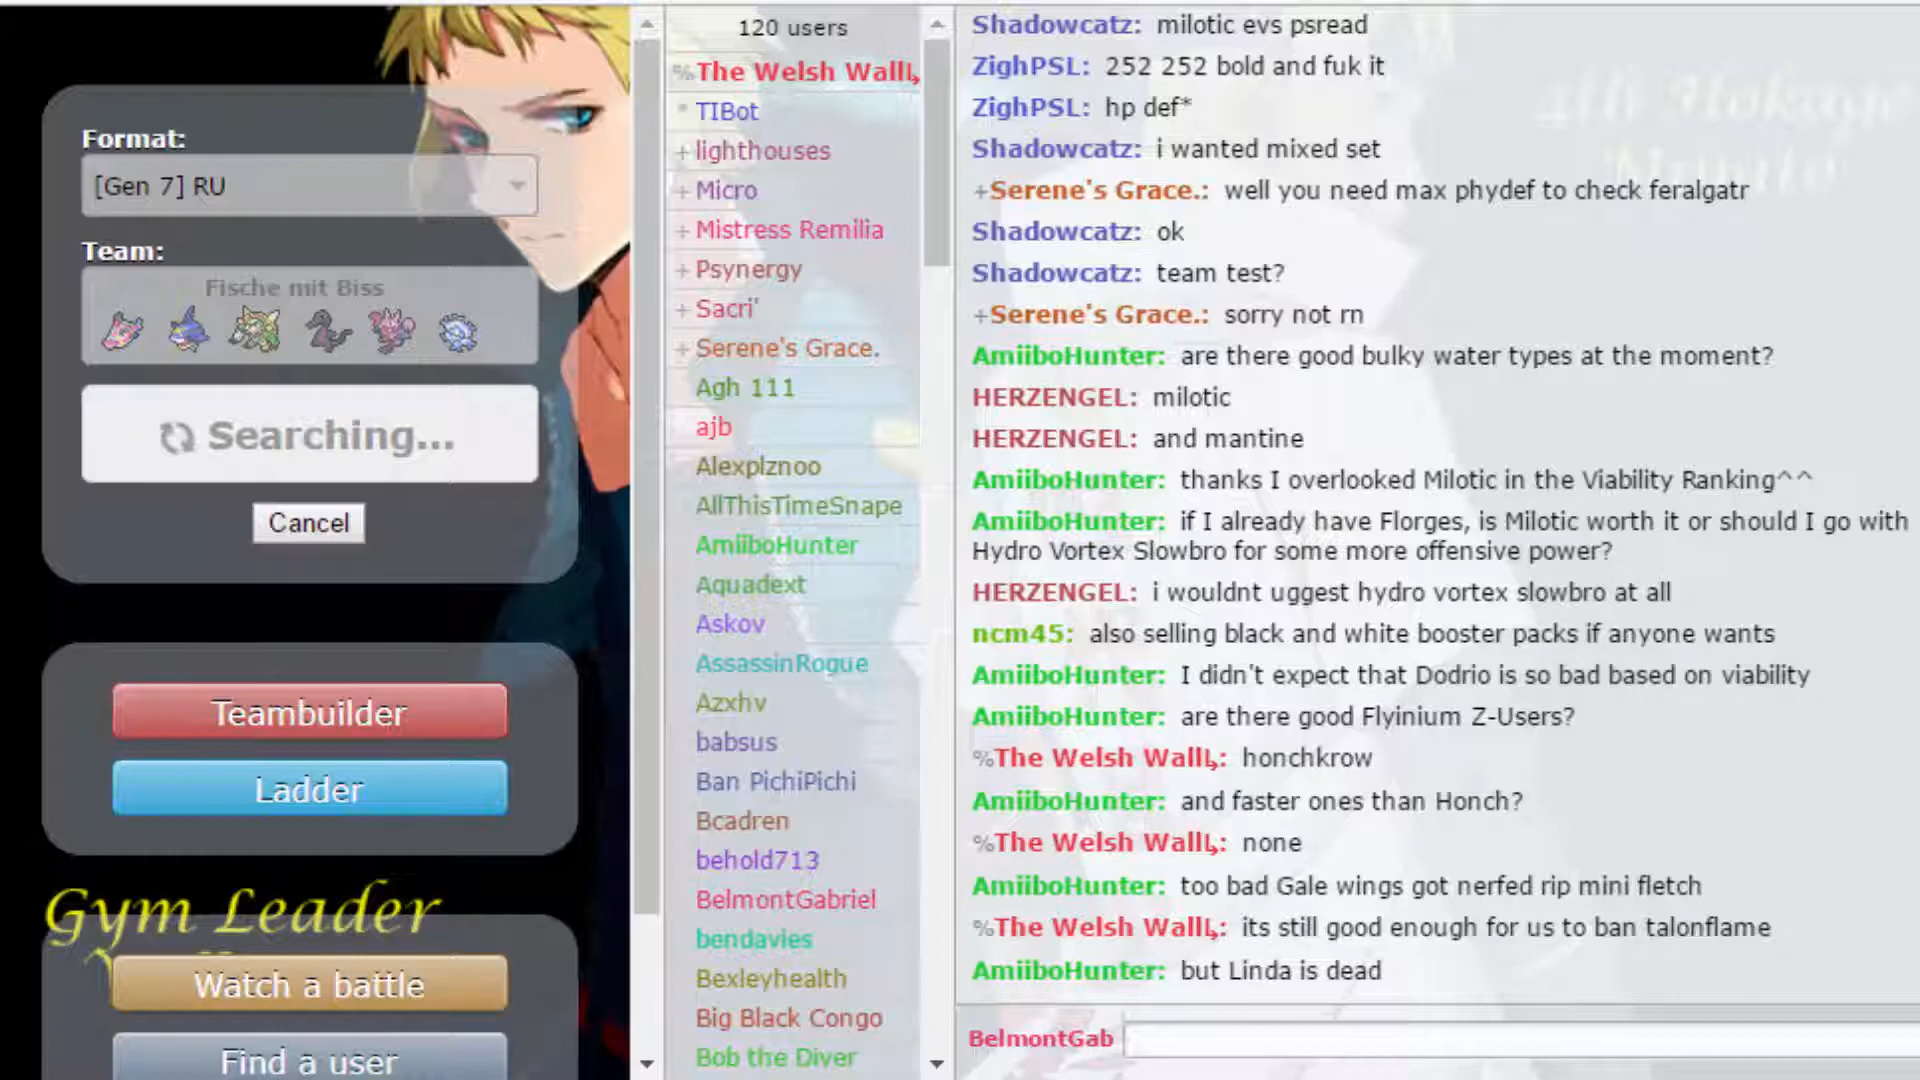 Format:
[Gen 7] RU
Team:
Fische mit Biss
Searching...
Cancel
Teambuilder
Ladder
Gym Leader
Watch a battle
Find a user
120 users
%The Welsh WallŁ
* TIBot
+ lighthouses
+ Micro
+ Mistress Remilia
+ Psynergy
+ Sacri'
+ Serene's Grace.
Agh 111
ajb
Alexplznoo
AllThisTimeSnape
AmiiboHunter
Aquadext
Askov
AssassinRogue
Azxhv
babsus
Ban PichiPichi
Bcadren
behold713
BelmontGabriel
bendavies
Bexleyhealth
Big Black Congo
Bob the Diver
Shadowcatz: milotic evs psread
ZighPSL: 252 252 bold and fuk it
ZighPSL: hp def*
Shadowcatz: i wanted mixed set
+Serene's Grace.: well you need max phydef to check feralgatr
Shadowcatz: ok
Shadowcatz: team test?
+Serene's Grace.: sorry not rn
AmiiboHunter: are there good bulky water types at the moment?
HERZENGEL: milotic
HERZENGEL: and mantine
AmiiboHunter: thanks I overlooked Milotic in the Viability Ranking^^
AmiiboHunter: if I already have Florges, is Milotic worth it or should I go with
Hydro Vortex Slowbro for some more offensive power?
HERZENGEL: i wouldnt uggest hydro vortex slowbro at all
ncm45: also selling black and white booster packs if anyone wants
AmiiboHunter: I didn't expect that Dodrio is so bad based on viability
AmiiboHunter: are there good Flyinium Z-Users?
%The Welsh WallŁ: honchkrow
AmiiboHunter: and faster ones than Honch?
%The Welsh WallŁ: none
AmiiboHunter: too bad Gale wings got nerfed rip mini fletch
%The Welsh WallŁ: its still good enough for us to ban talonflame
AmiiboHunter: but Linda is dead
BelmontGab